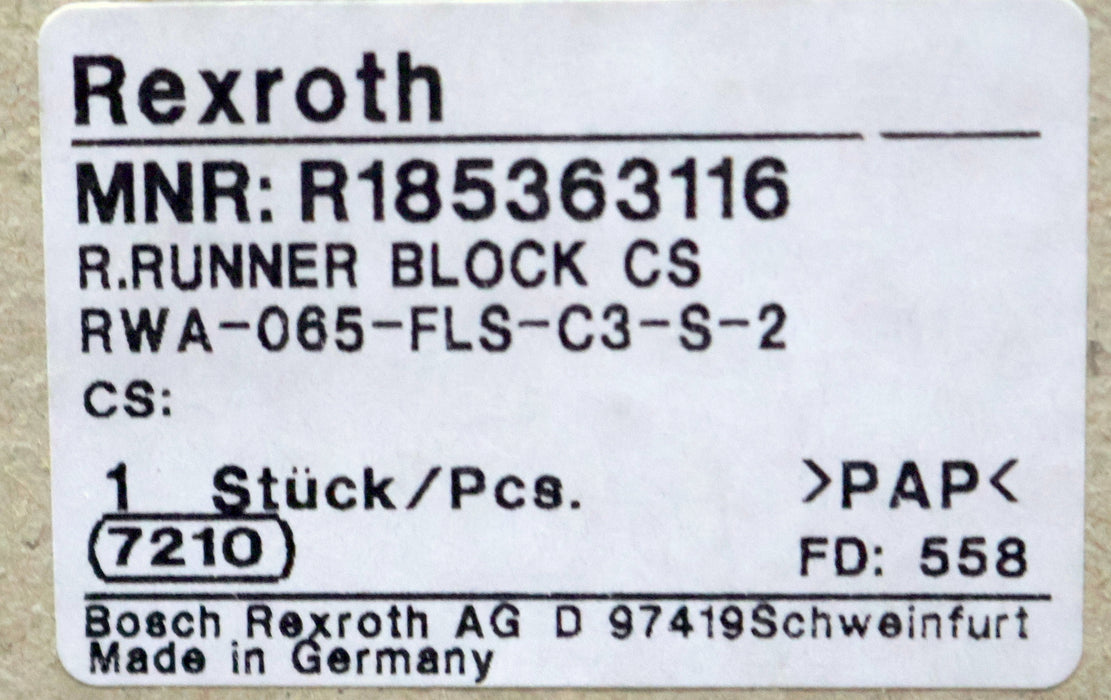 Rexroth
MNR: R185363116
R.RUNNER BLOCK CS
RWA-065-FLS-C3-S-2
CS:
1 Stück/Pcs. >PAP<
7210 FD: 558
Bosch Rexroth AG D 97419Schweinfurt
Made in Germany